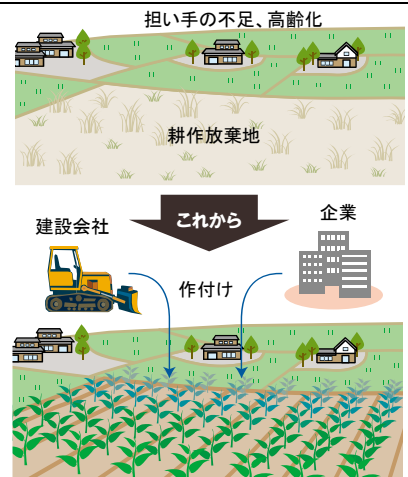 担い手の不足、高齢化
耕作放棄地
これから
建設会社
企業
作付け